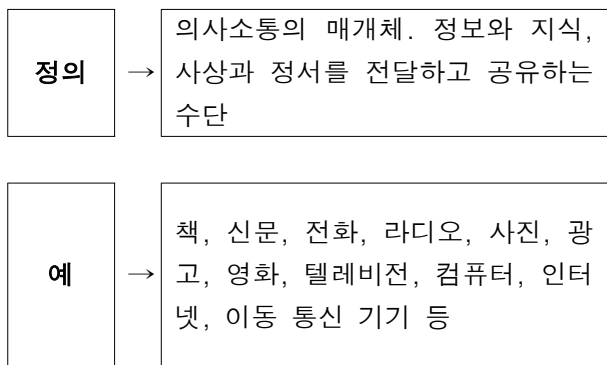 정의
→
의사소통의 매개체. 정보와 지식,
사상과 정서를 전달하고 공유하는
수단
예
→
책, 신문, 전화, 라디오, 사진, 광
고, 영화, 텔레비전, 컴퓨터, 인터
넷, 이동 통신 기기 등